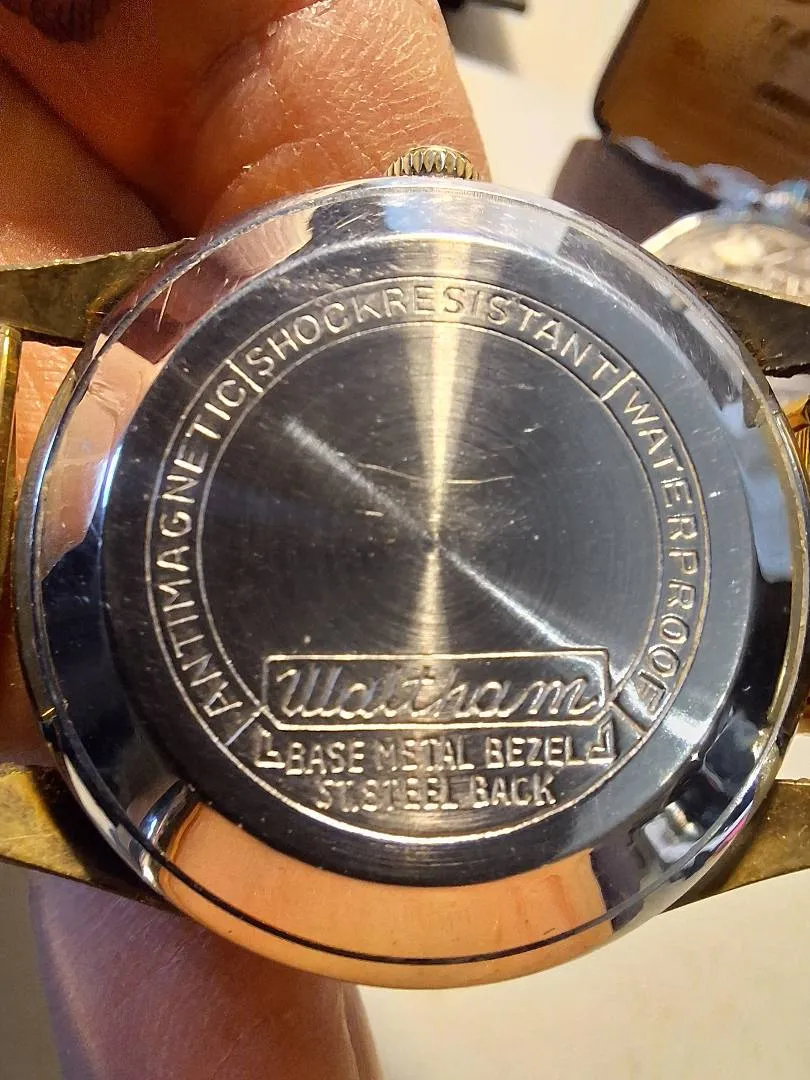 ANTIMAGNETIC|SHOCKRESISTANT|WATERPROOF
Waltham
BASE METAL BEZEL
ST. STEEL BACK